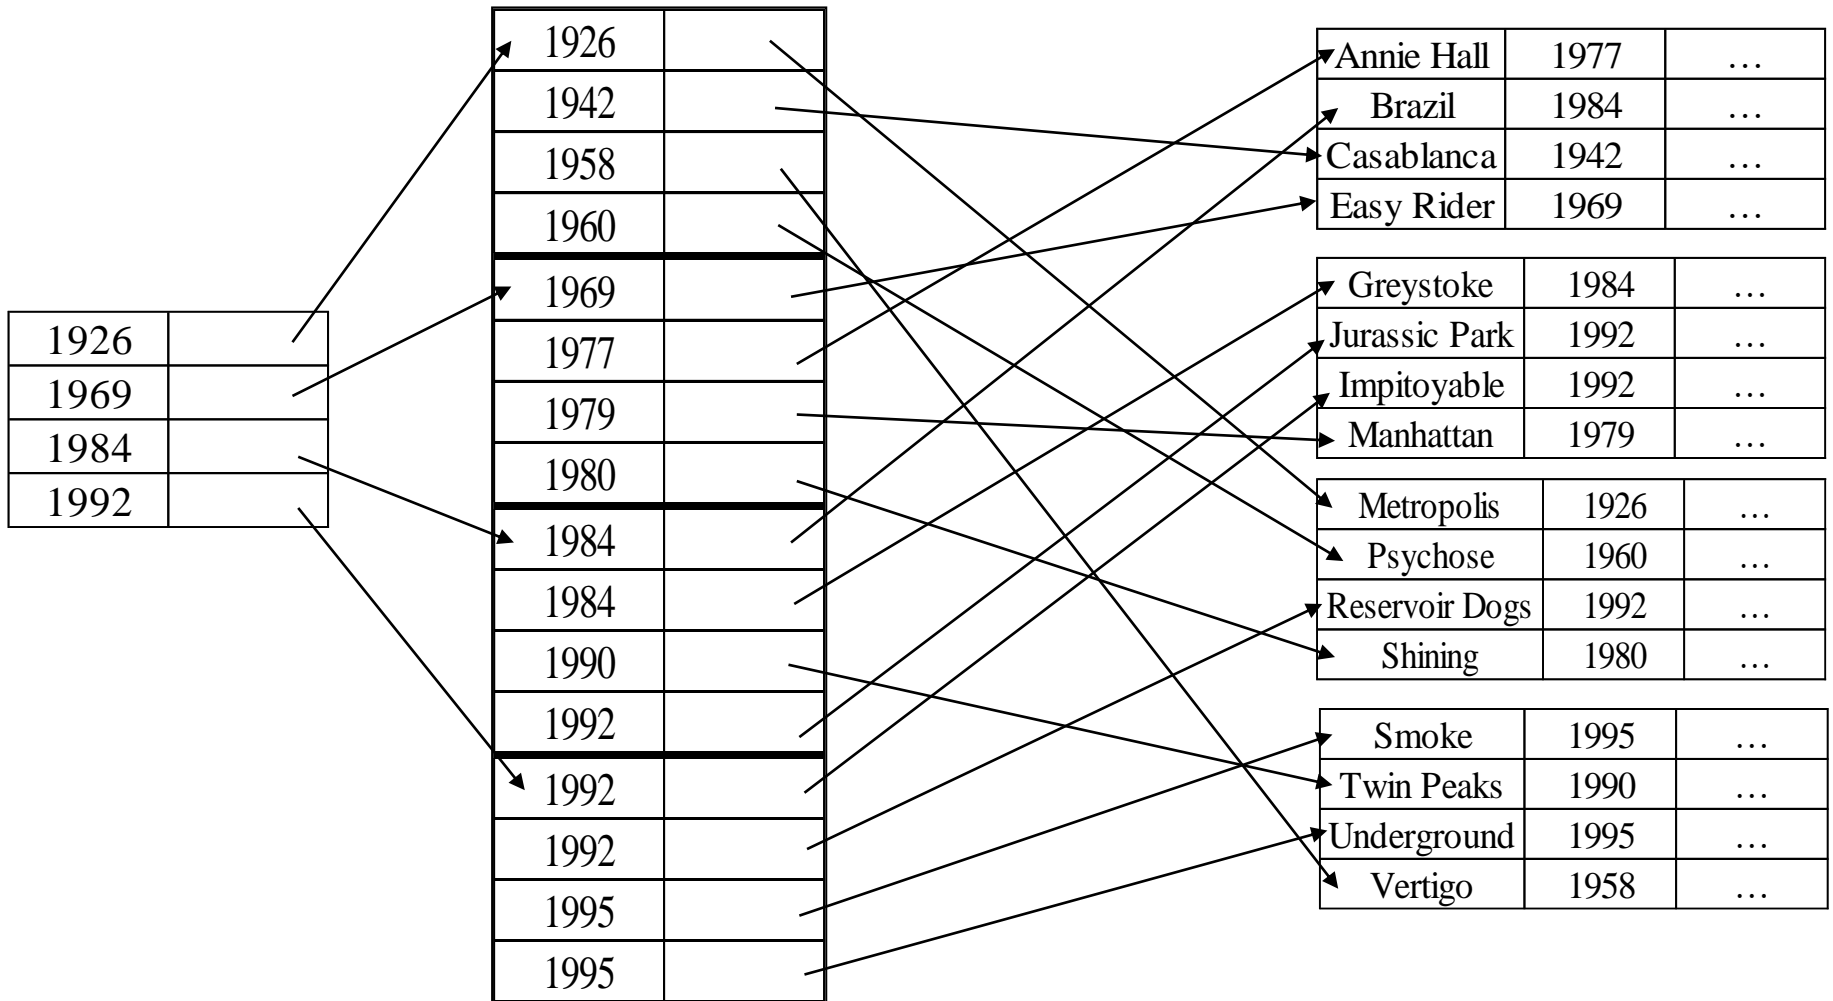 1926
1969
1984
1992
1926
1942
1958
1960
1969
1977
1979
1980
1984
1984
1990
1992
1992
1992
1995
1995
Annie Hall 1977 …
Brazil 1984 …
Casablanca 1942 …
Easy Rider 1969 …
Greystoke 1984 …
Jurassic Park 1992 …
Impitoyable 1992 …
Manhattan 1979 …
Metropolis 1926 …
Psychose 1960 …
Reservoir Dogs 1992 …
Shining 1980 …
Smoke 1995 …
Twin Peaks 1990 …
Underground 1995 …
Vertigo 1958 …